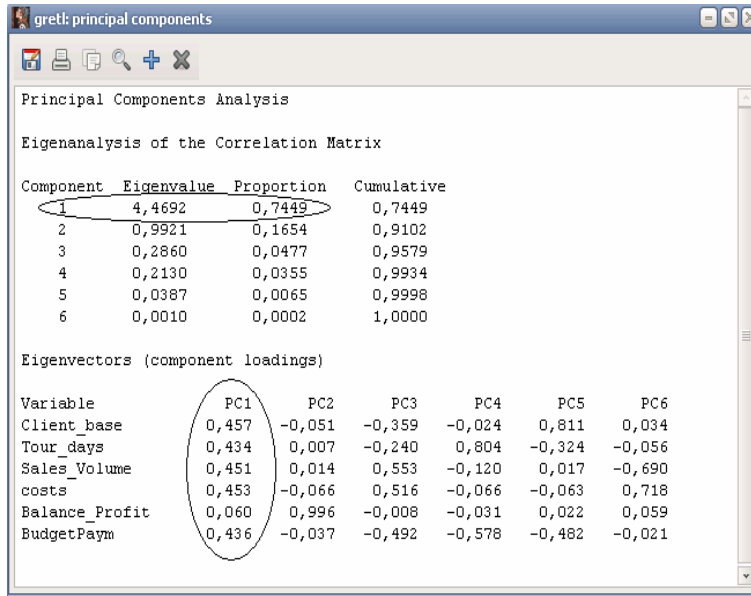 gretl: principal components
Principal Components Analysis
Eigenanalysis of the Correlation Matrix
Component Eigenvalue Proportion Cumulative
1 4,4692 0,7449 0,7449
2 0,9921 0,1654 0,9102
3 0,2860 0,0477 0,9579
4 0,2130 0,0355 0,9934
5 0,0387 0,0065 0,9998
6 0,0010 0,0002 1,0000
Eigenvectors (component loadings)
Variable PC1 PC2 PC3 PC4 PC5 PC6
Client_base 0,457 -0,051 -0,359 -0,024 0,811 0,034
Tour_days 0,434 0,007 -0,240 0,804 -0,324 -0,056
Sales_Volume 0,451 0,014 0,553 -0,120 0,017 -0,690
costs 0,453 -0,066 0,516 -0,066 -0,063 0,718
Balance_Profit 0,060 0,996 -0,008 -0,031 0,022 0,059
BudgetPaym 0,436 -0,037 -0,492 -0,578 -0,482 -0,021